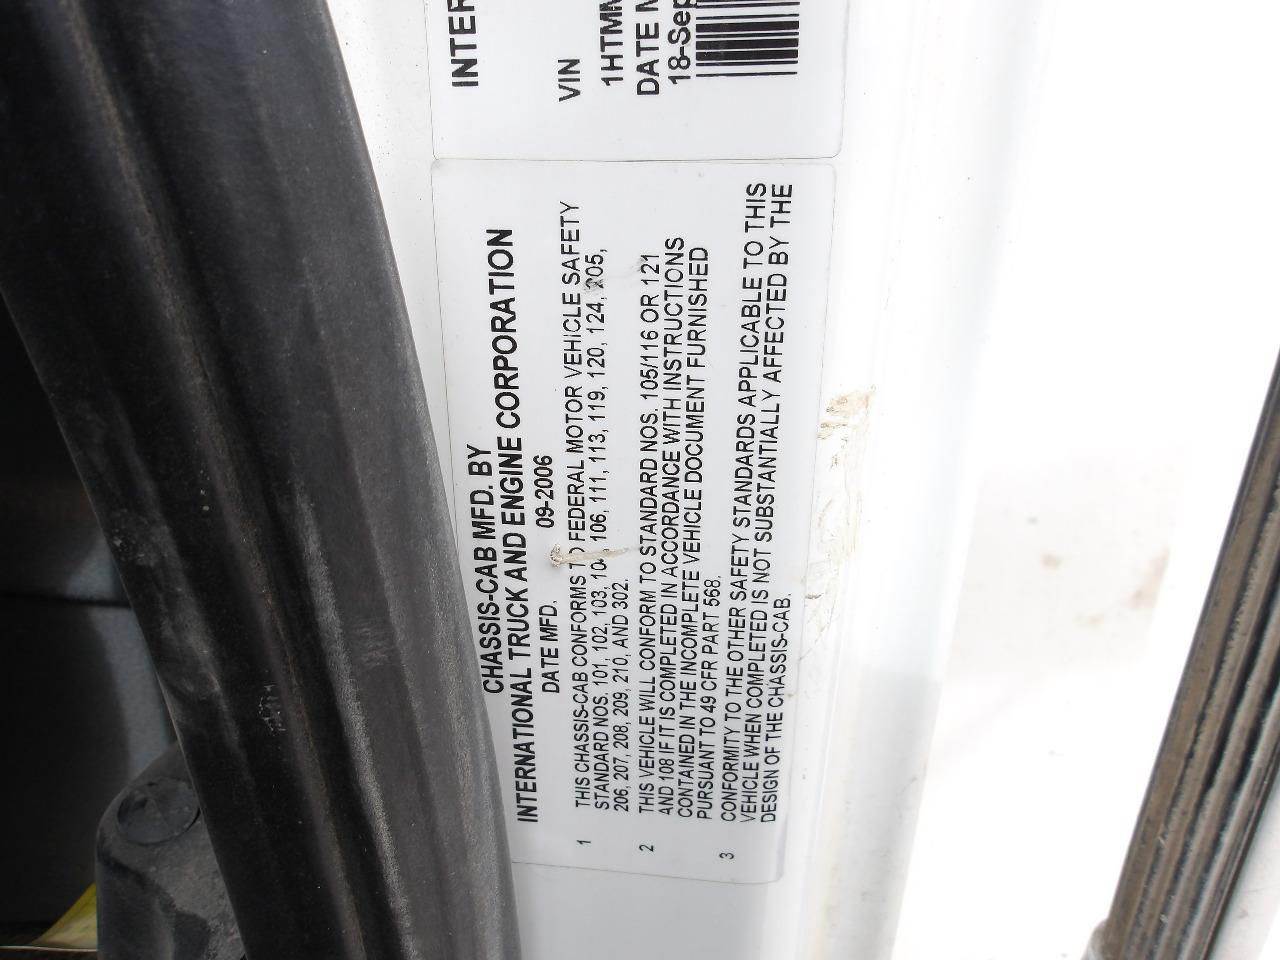 INTER
VIN
1HTMM
DATE M
18-Sep
CHASSIS-CAB MFD. BY
INTERNATIONAL TRUCK AND ENGINE CORPORATION
DATE MFD. 09-2006
1 THIS CHASSIS-CAB CONFORMS TO FEDERAL MOTOR VEHICLE SAFETY
STANDARD NOS. 101, 102, 103, 104, 106, 111, 113, 119, 120, 124, 205,
206, 207, 208, 209, 210, AND 302.
2 THIS VEHICLE WILL CONFORM TO STANDARD NOS. 105/116 OR 121
AND 108 IF IT IS COMPLETED IN ACCORDANCE WITH INSTRUCTIONS
CONTAINED IN THE INCOMPLETE VEHICLE DOCUMENT FURNISHED
PURSUANT TO 49 CFR PART 568.
3 CONFORMITY TO THE OTHER SAFETY STANDARDS APPLICABLE TO THIS
VEHICLE WHEN COMPLETED IS NOT SUBSTANTIALLY AFFECTED BY THE
DESIGN OF THE CHASSIS-CAB.